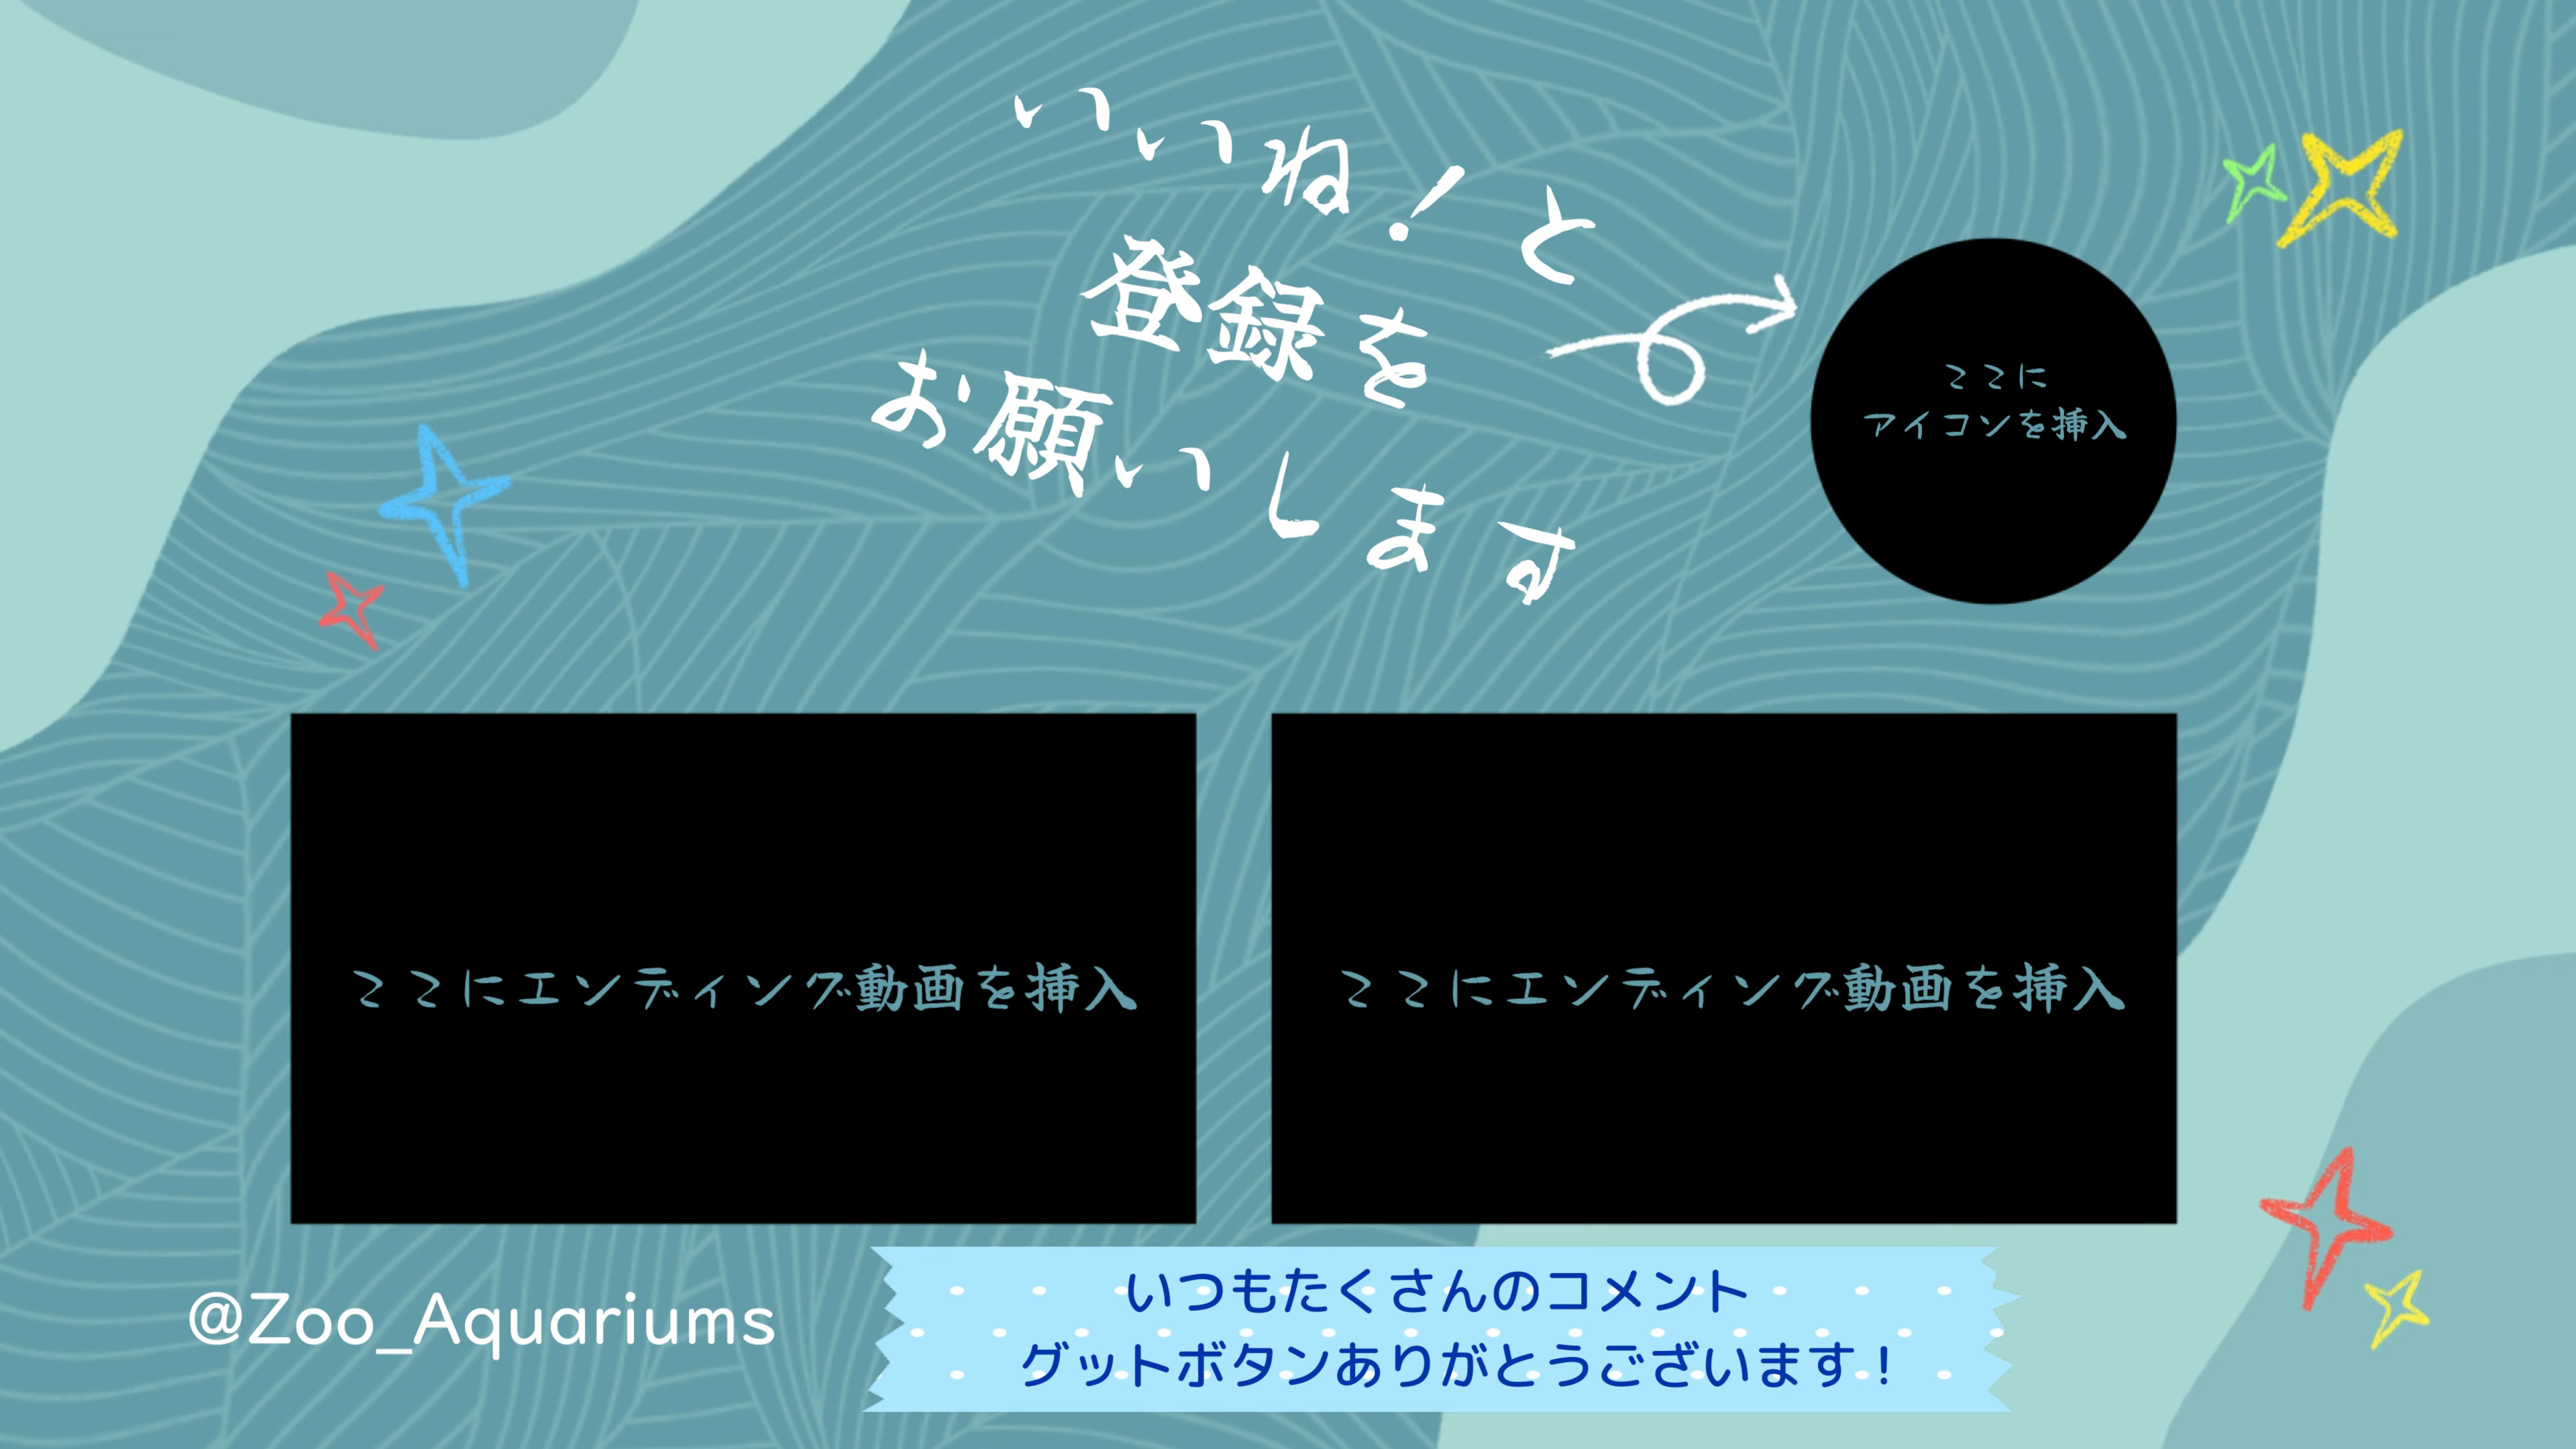 いいね！と
登録を
お願いします
ここに
アイコンを挿入
ここにエンディング動画を挿入
ここにエンディング動画を挿入
@Zoo_Aquariums
いつもたくさんのコメント
グットボタンありがとうございます！